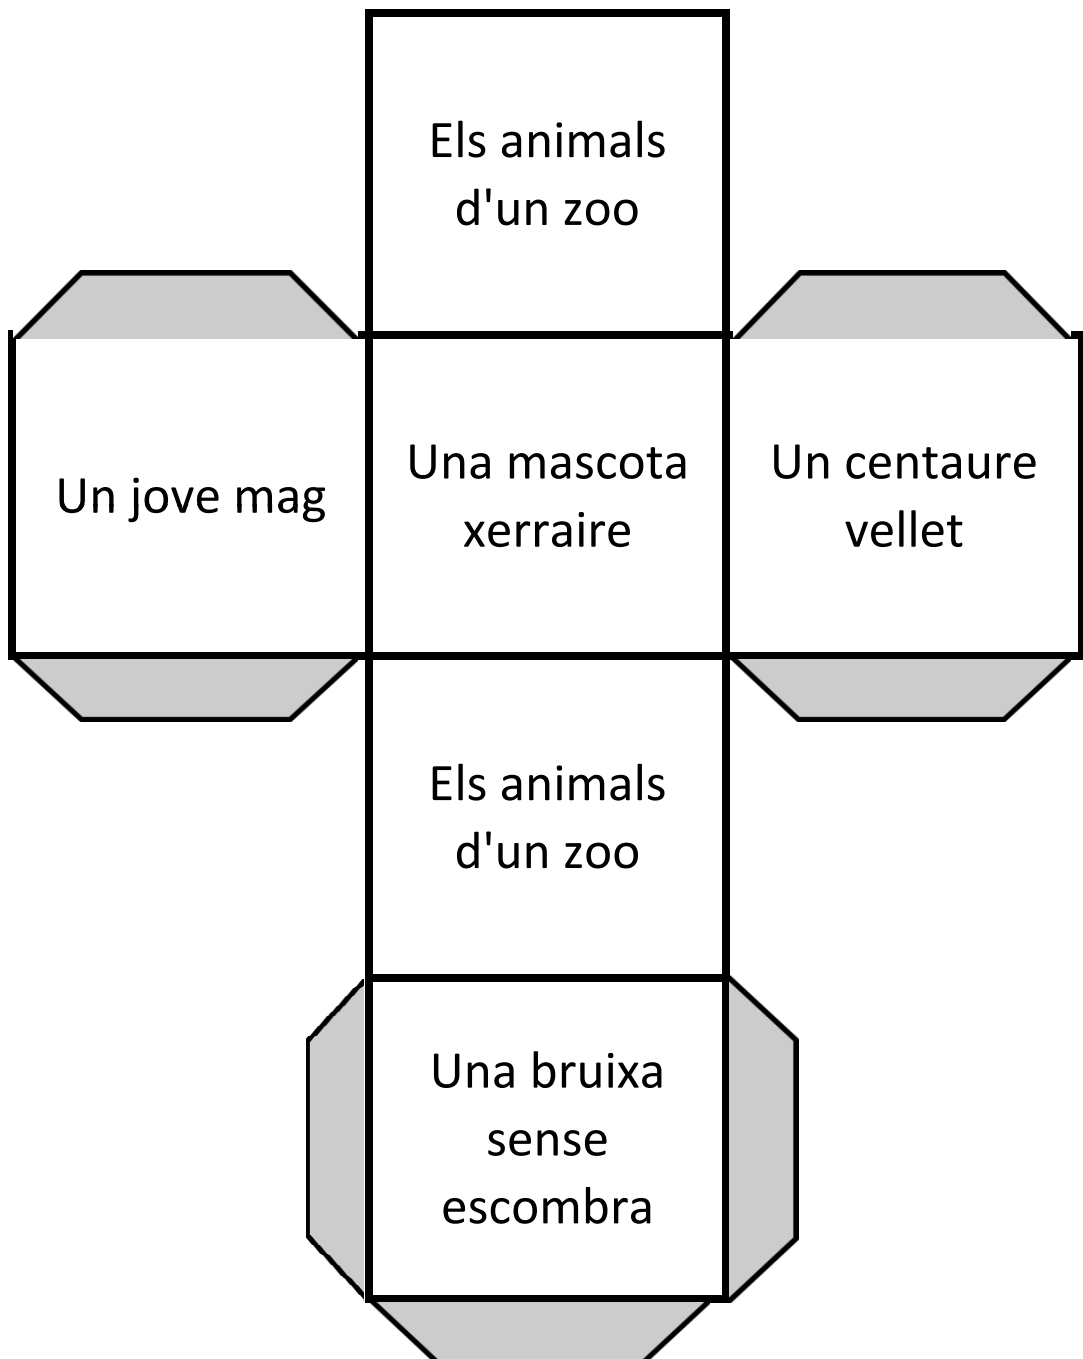 Els animals
d'un zoo
Un jove mag
Una mascota
xerraire
Un centaure
vellet
Els animals
d'un zoo
Una bruixa
sense
escombra